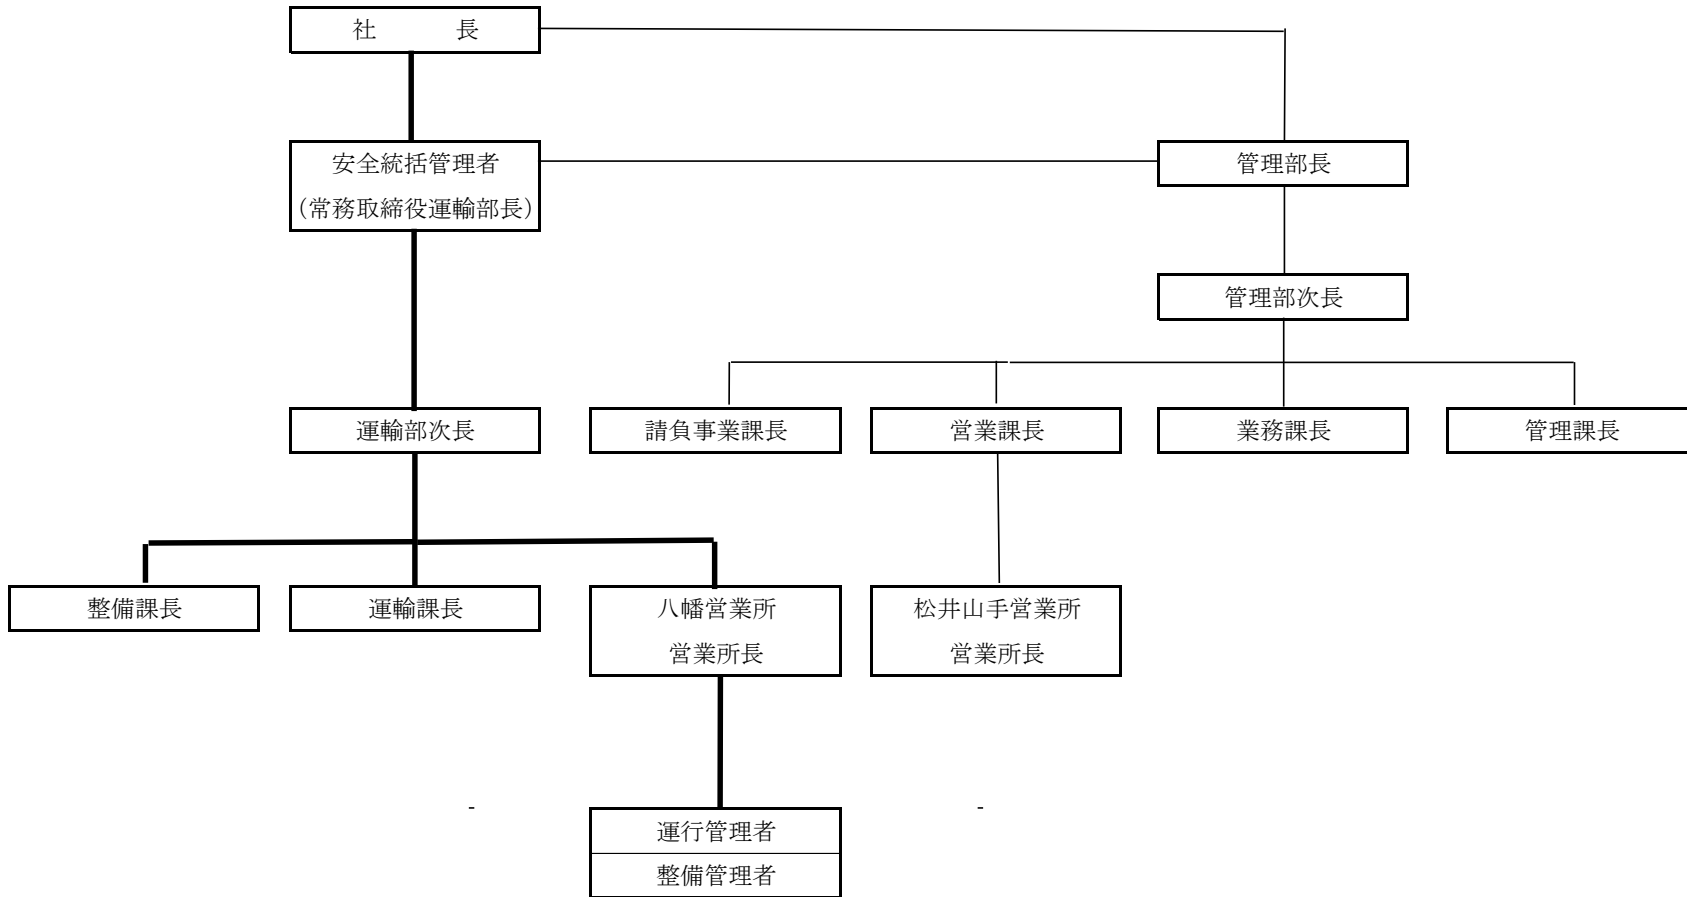 社　　　長
安全統括管理者
（常務取締役運輸部長）
管理部長
管理部次長
運輸部次長
請負事業課長
営業課長
業務課長
管理課長
整備課長
運輸課長
八幡営業所
営業所長
松井山手営業所
営業所長
-
-
運行管理者
整備管理者